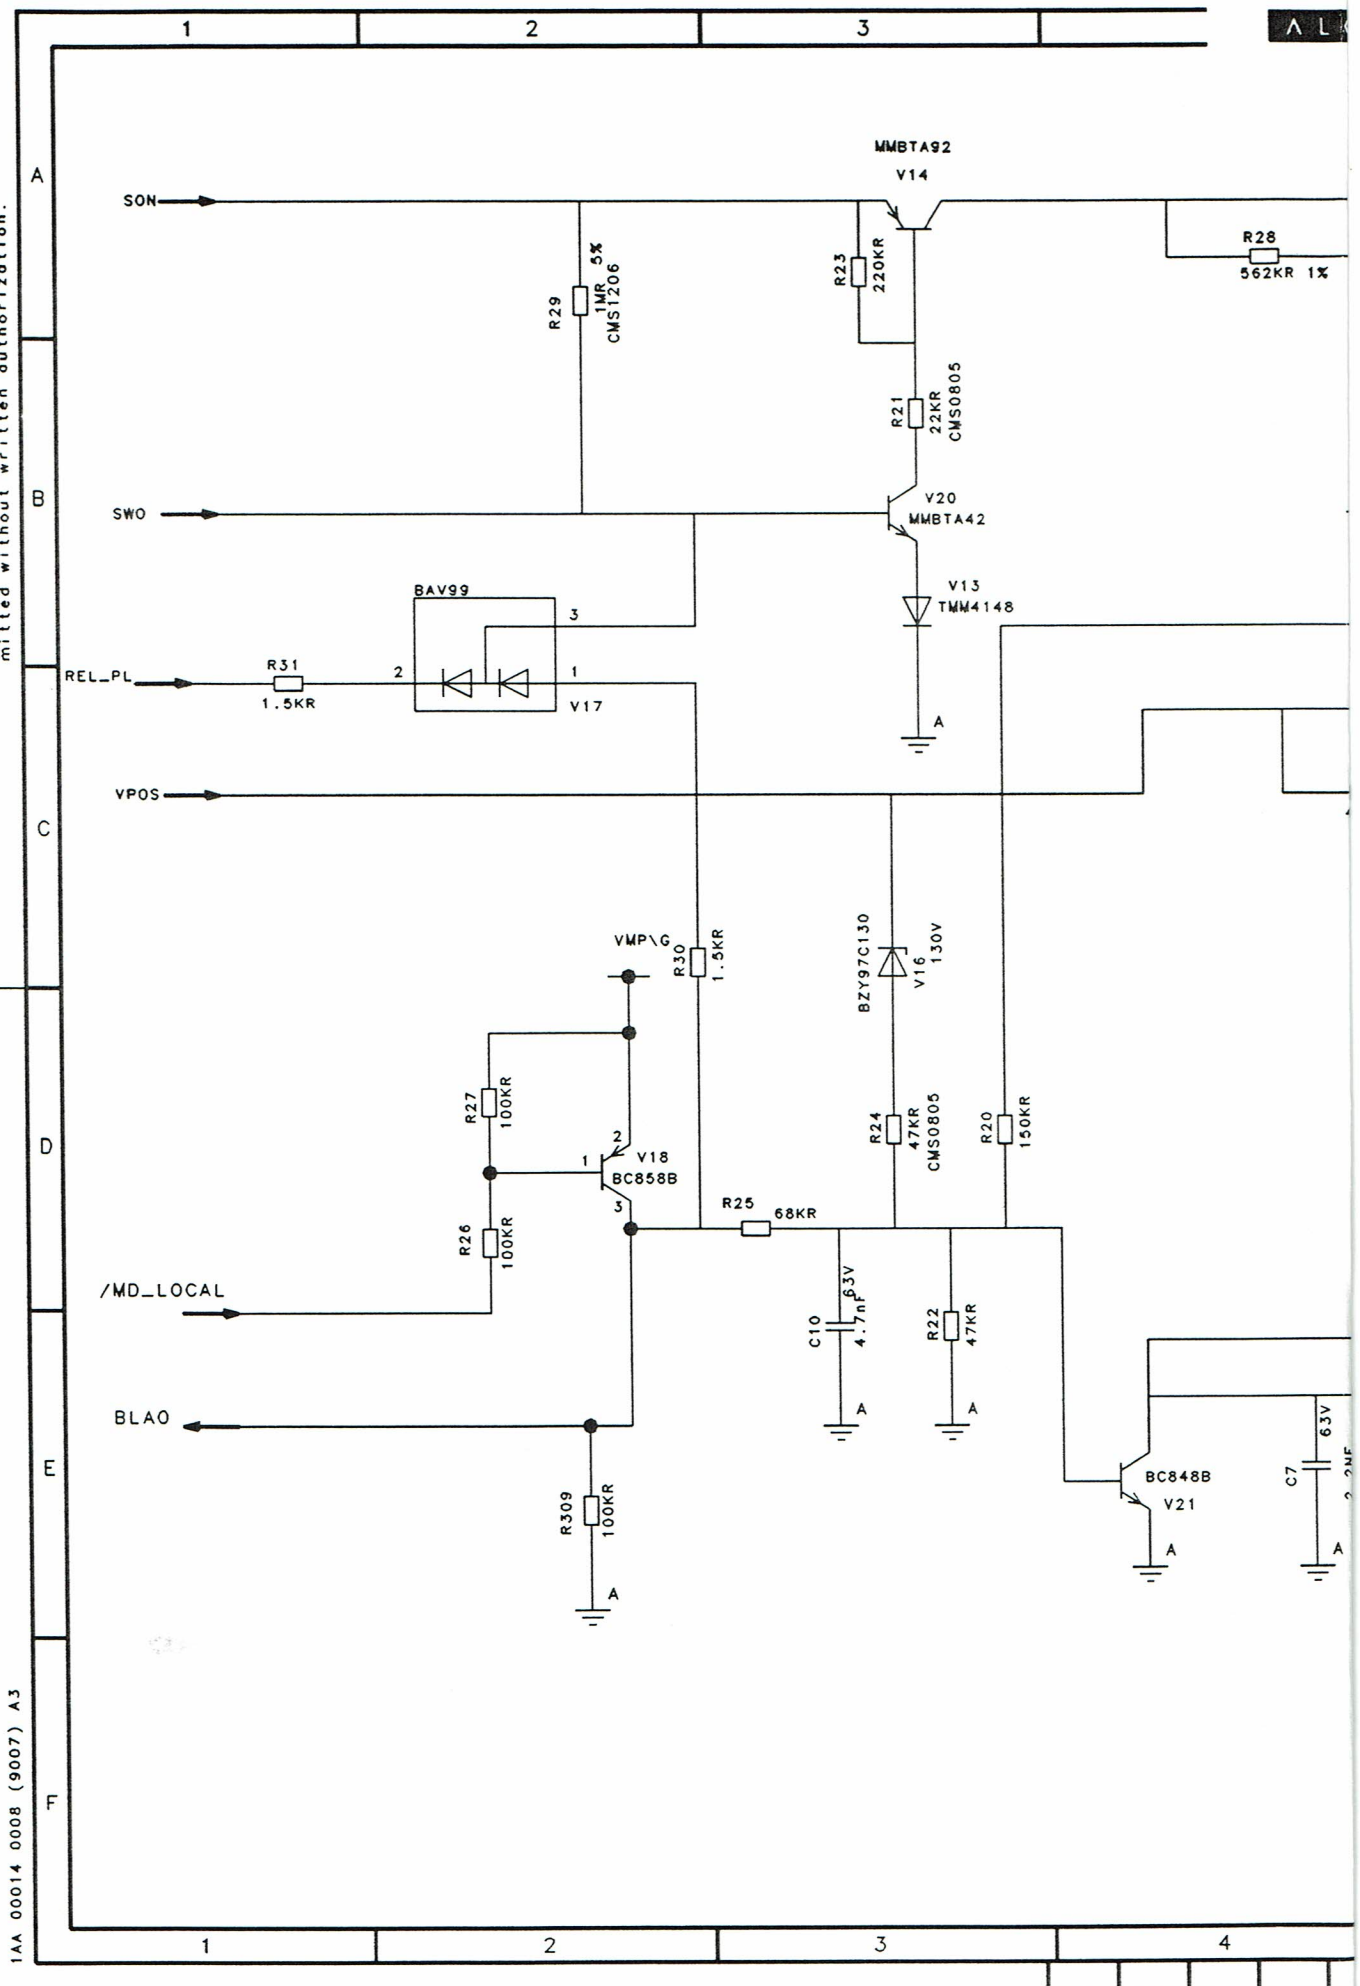 1 2 3
A L
A
MMBTA92
V14
SON
R28
562KR 1%
R23
220KR
R29
1MR 5%
CMS1206
R21
22KR
CMS0805
B
SWO
V20
MMBTA42
V13
TMM4148
BAV99
3
REL_PL
R31
1.5KR
2
1
V17
A
VPOS
C
VMP\G
R30
1.5KR
BZY97C130
V16
130V
D
R27
100KR
2
1
V18
BC858B
3
R24
47KR
CMS0805
R20
150KR
R25
68KR
R26
100KR
/MD_LOCAL
C10
4.7nF
63V
R22
47KR
A
A
BLAO
E
R309
100KR
A
BC848B
V21
A
C7
63V
A
F
mitted without written authorization.
1AA 00014 0008 (9007) A3
1 2 3 4